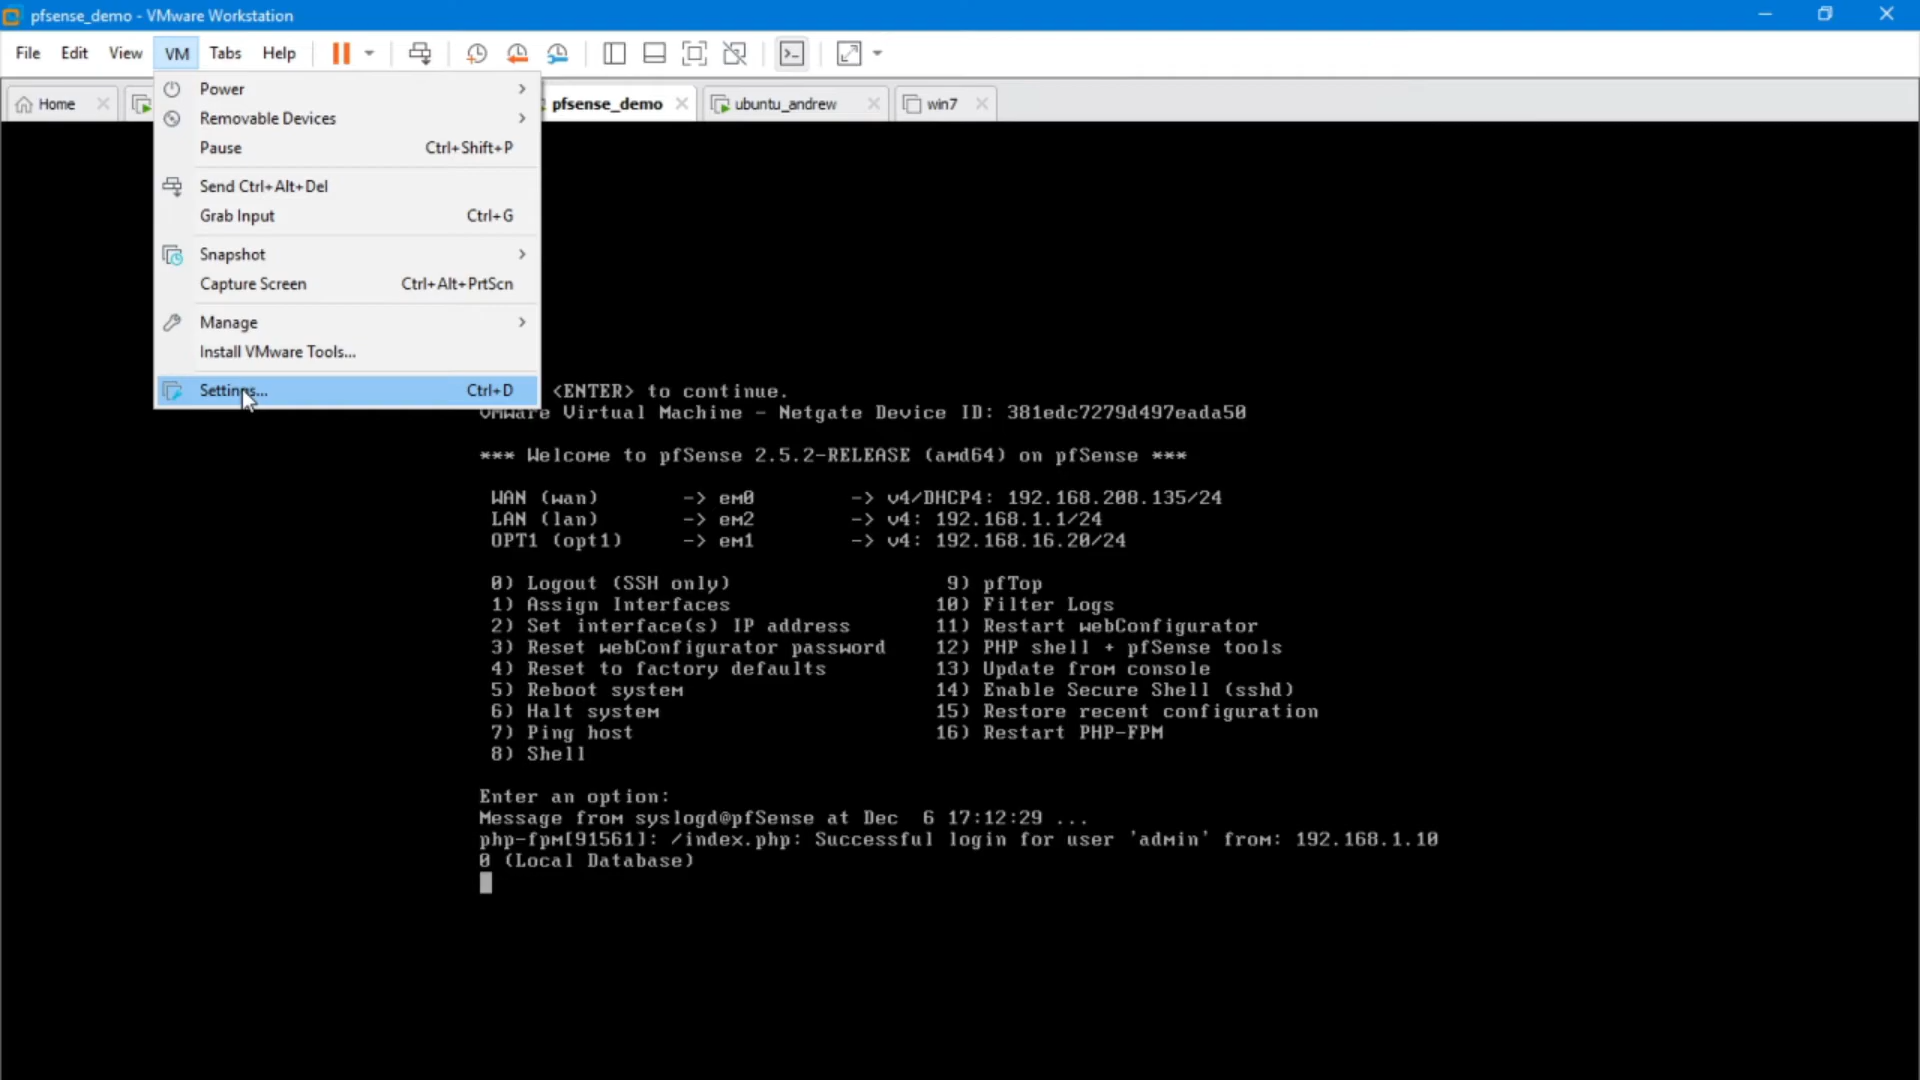 pfsense_demo - VMware Workstation
File Edit View VM Tabs Help
Home pfsense_demo ubuntu_andrew win7
Power
Removable Devices
Pause Ctrl+Shift+P
Send Ctrl+Alt+Del
Grab Input Ctrl+G
Snapshot
Capture Screen Ctrl+Alt+PrtScn
Manage
Install VMware Tools...
Settings... Ctrl+D
<ENTER> to continue.
VMware Virtual Machine - Netgate Device ID: 381edc7279d497eada50
*** Welcome to pfSense 2.5.2-RELEASE (amd64) on pfSense ***
WAN (wan) -> em0 -> v4/DHCP4: 192.168.208.135/24
LAN (lan) -> em2 -> v4: 192.168.1.1/24
OPT1 (opt1) -> em1 -> v4: 192.168.16.20/24
0) Logout (SSH only) 9) pfTop
1) Assign Interfaces 10) Filter Logs
2) Set interface(s) IP address 11) Restart webConfigurator
3) Reset webConfigurator password 12) PHP shell + pfSense tools
4) Reset to factory defaults 13) Update from console
5) Reboot system 14) Enable Secure Shell (sshd)
6) Halt system 15) Restore recent configuration
7) Ping host 16) Restart PHP-FPM
8) Shell
Enter an option:
Message from syslogd@pfSense at Dec 6 17:12:29 ...
php-fpm[91561]: /index.php: Successful login for user 'admin' from: 192.168.1.10
0 (Local Database)